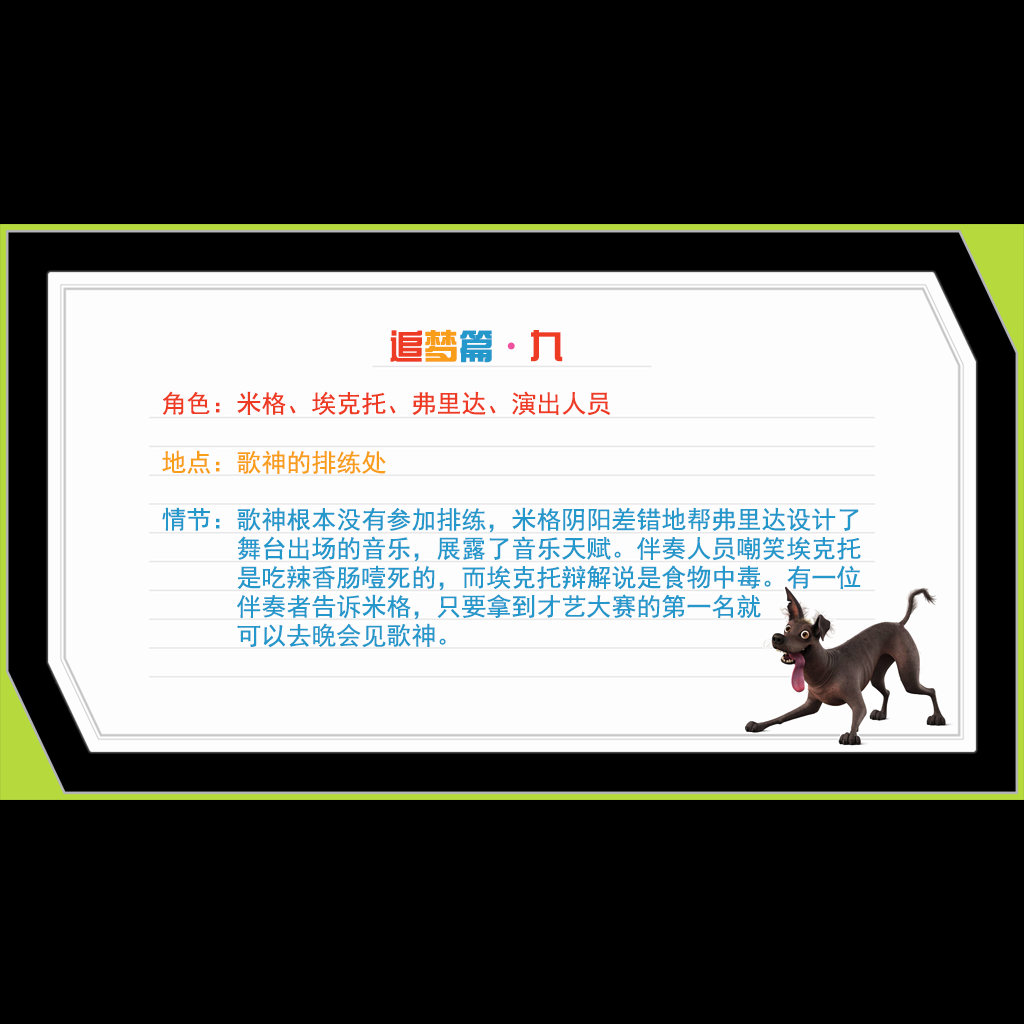 追梦篇·九
角色：米格、埃克托、弗里达、演出人员
地点：歌神的排练处
情节：歌神根本没有参加排练，米格阴阳差错地帮弗里达设计了
舞台出场的音乐，展露了音乐天赋。伴奏人员嘲笑埃克托
是吃辣香肠噎死的，而埃克托辩解说是食物中毒。有一位
伴奏者告诉米格，只要拿到才艺大赛的第一名就
可以去晚会见歌神。